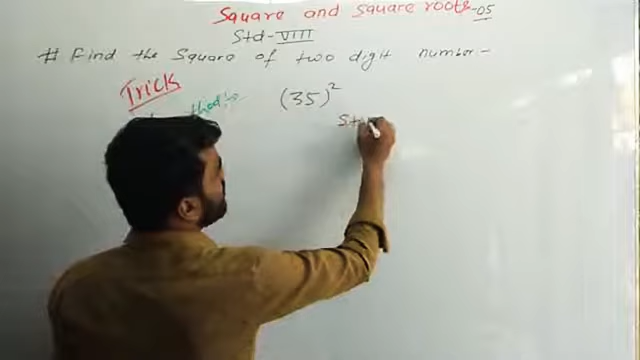 Square and Square roots-05
Std-VIII
# Find the Square of two digit number-
Trick
(35)²